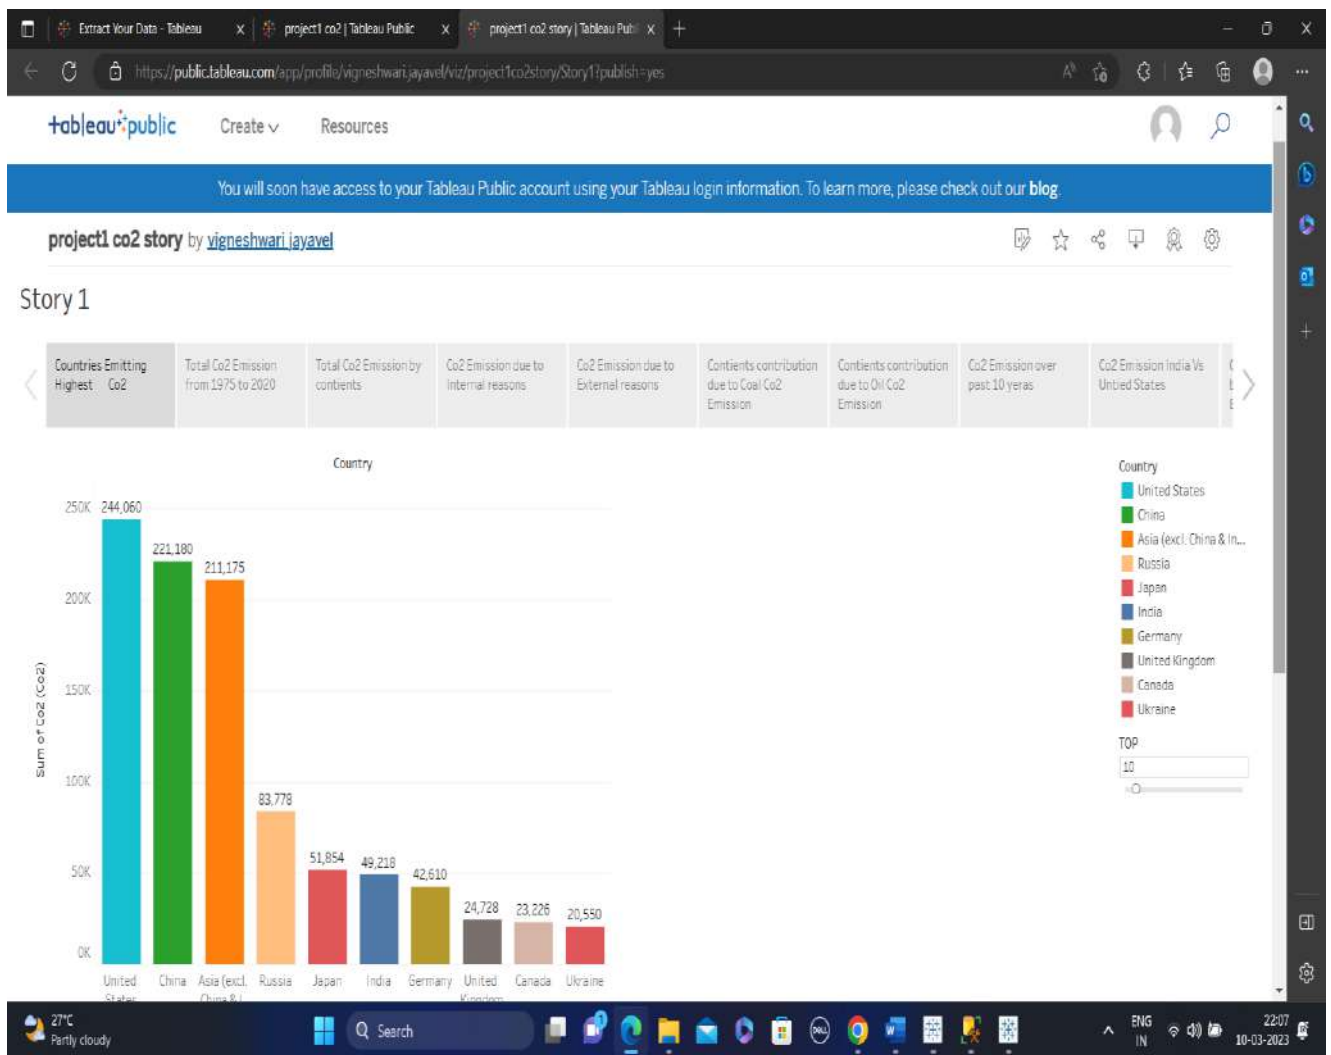 Extract Your Data - Tableau
project1 co2 | Tableau Public
project1 co2 story | Tableau Publ
https://public.tableau.com/app/profile/vigneshwari.jayavel/viz/project1co2story/Story1?publish=yes
tableau public Create Resources
You will soon have access to your Tableau Public account using your Tableau login information. To learn more, please check out our blog.
project1 co2 story by vigneshwari jayavel
Story 1
Countries Emitting
Highest Co2
Total Co2 Emission
from 1975 to 2020
Total Co2 Emission by
contients
Co2 Emission due to
Internal reasons
Co2 Emission due to
External reasons
Contients contribution
due to Coal Co2
Emission
Contients contribution
due to Oil Co2
Emission
Co2 Emission over
past 10 yeras
Co2 Emission India Vs
Untied States
Country
Sum of Co2 (Co2)
250K
200K
150K
100K
50K
0K
244,060
221,180
211,175
83,778
51,854
49,218
42,610
24,728
23,226
20,550
United
States
China
Asia (excl.
China & I..
Russia
Japan
India
Germany
United
Kingdom
Canada
Ukraine
Country
United States
China
Asia (excl. China & In...
Russia
Japan
India
Germany
United Kingdom
Canada
Ukraine
TOP
10
27°C
Partly cloudy
Search
DELL
ENG
IN
22:07
10-03-2023